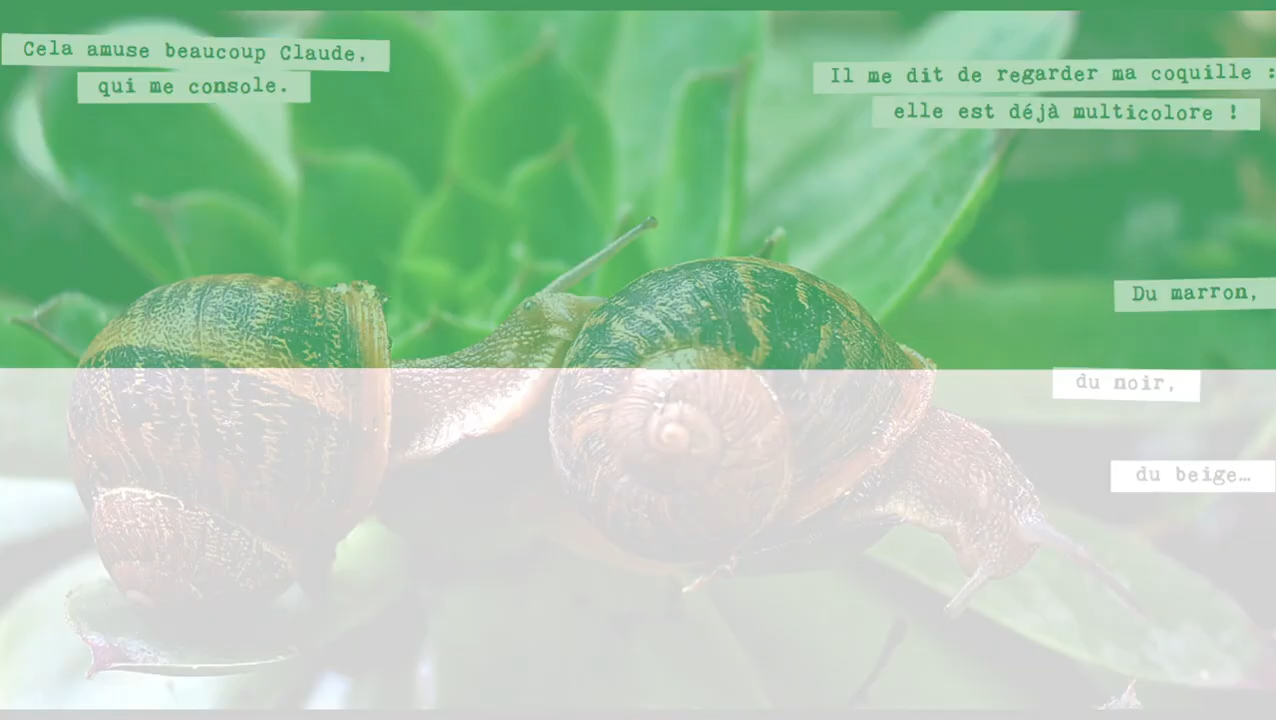 Cela amuse beaucoup Claude,
qui me console.
Il me dit de regarder ma coquille :
elle est déjà multicolore !
Du marron,
du noir,
du beige…